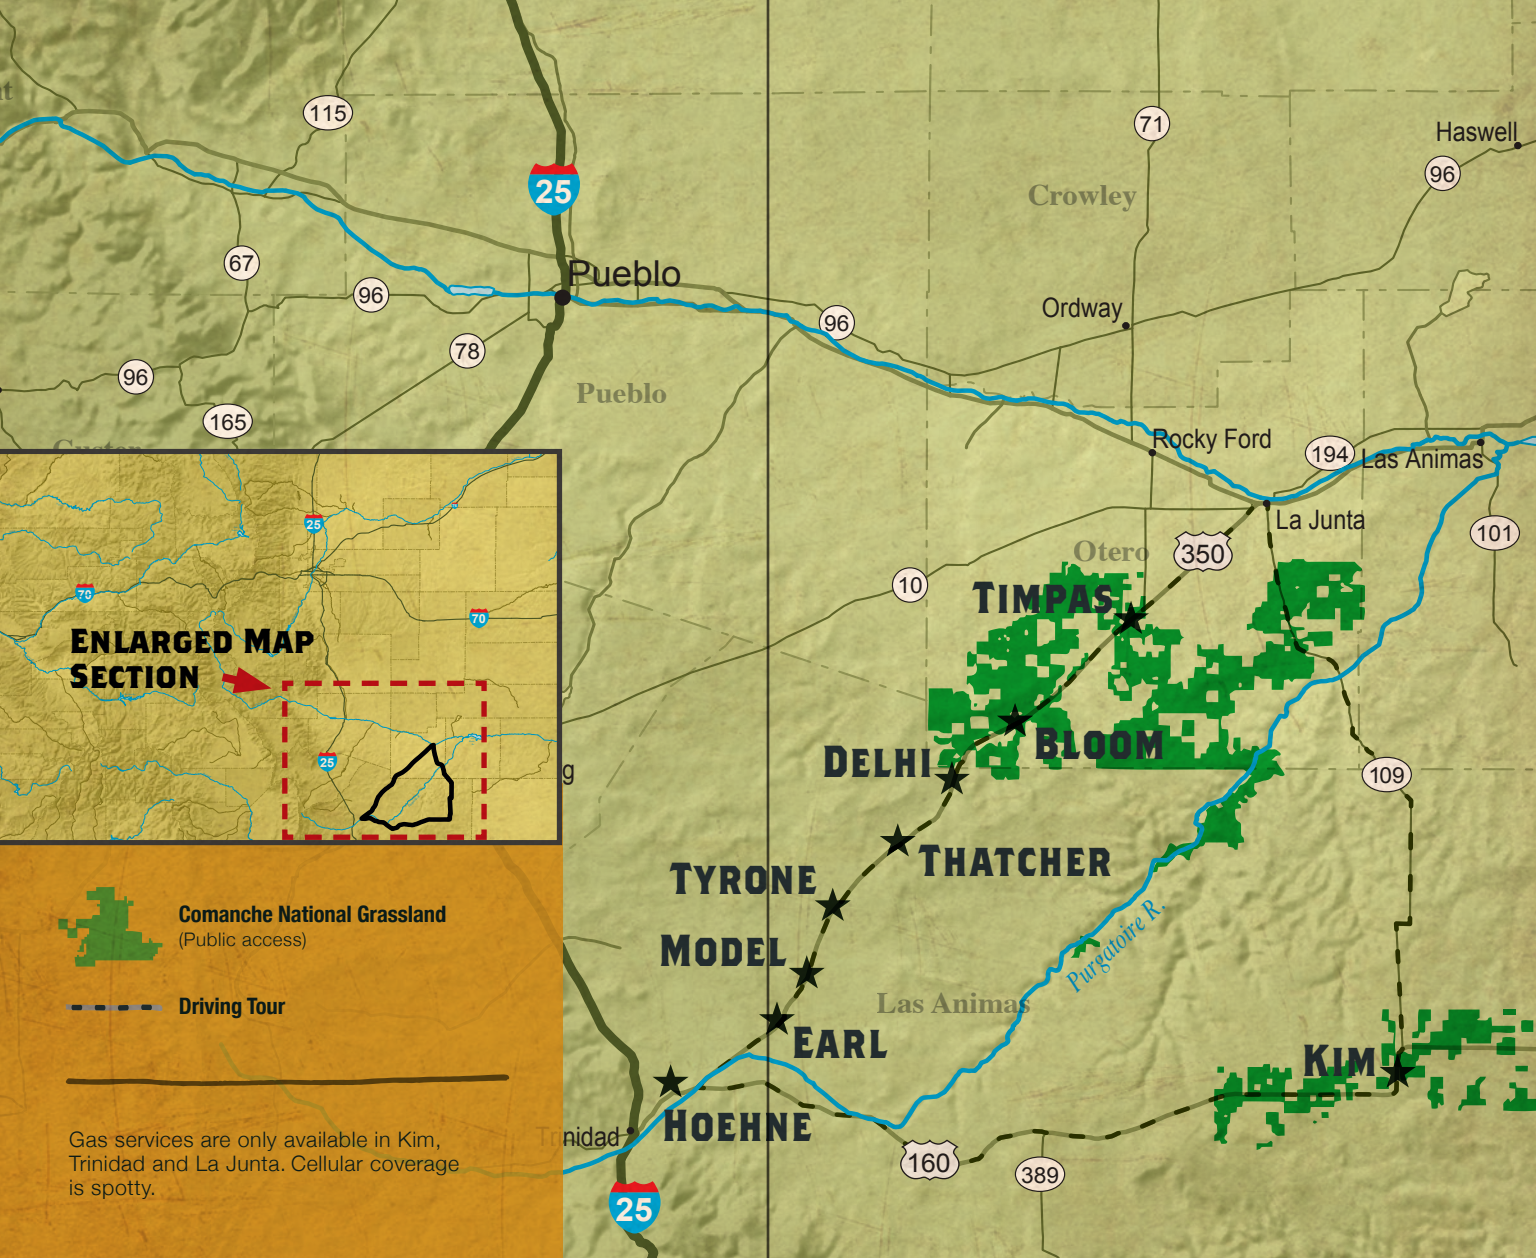 115
71
Haswell
96
25
Crowley
67
Pueblo
96
Ordway
96
78
96
Pueblo
165
Rocky Ford
194
Las Animas
La Junta
101
Otero
350
10
25
70
70
ENLARGED MAP
SECTION
25
TIMPAS
BLOOM
DELHI
109
g
THATCHER
TYRONE
MODEL
Purgatoire R.
Las Animas
EARL
KIM
HOEHNE
Trinidad
160
389
25
Comanche National Grassland
(Public access)
Driving Tour
Gas services are only available in Kim,
Trinidad and La Junta. Cellular coverage
is spotty.